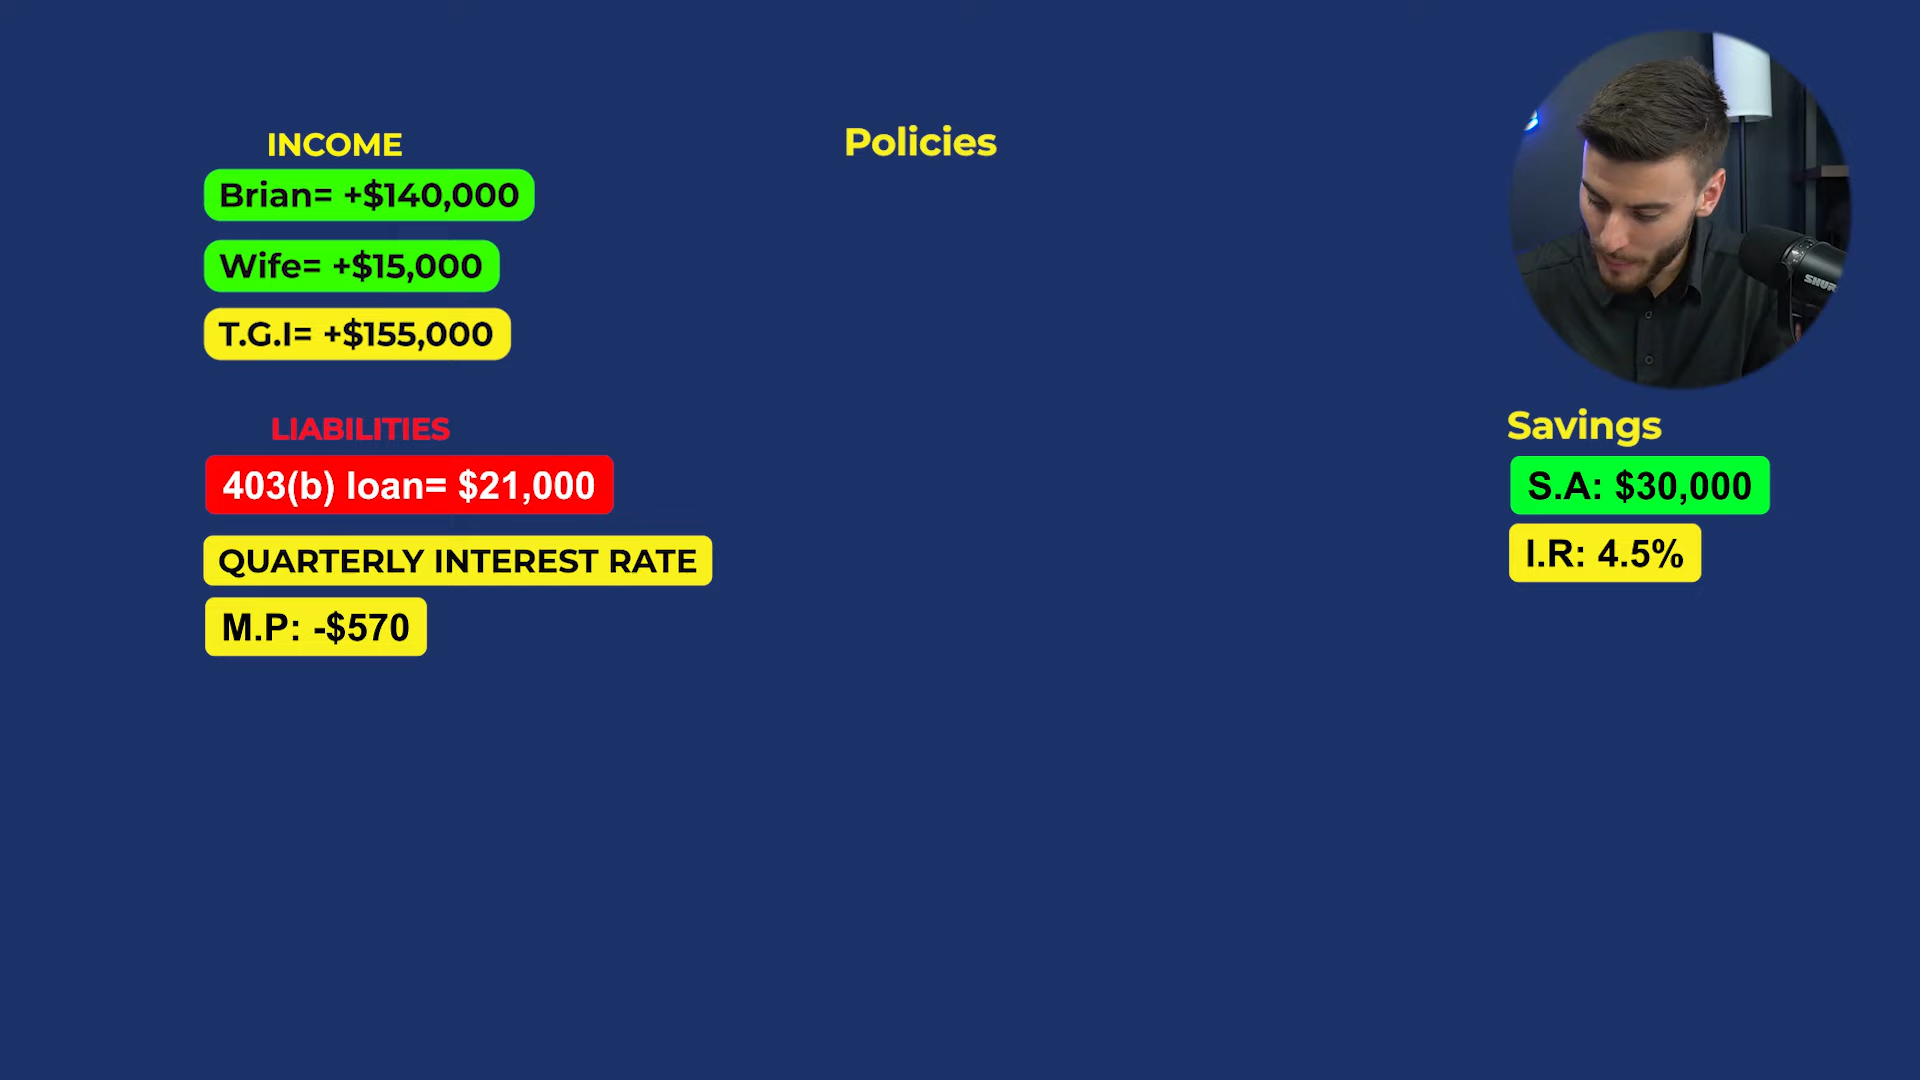 INCOME
Brian= +$140,000
Wife= +$15,000
T.G.I= +$155,000
LIABILITIES
403(b) loan= $21,000
QUARTERLY INTEREST RATE
M.P: -$570
Policies
SHURE
Savings
S.A: $30,000
I.R: 4.5%